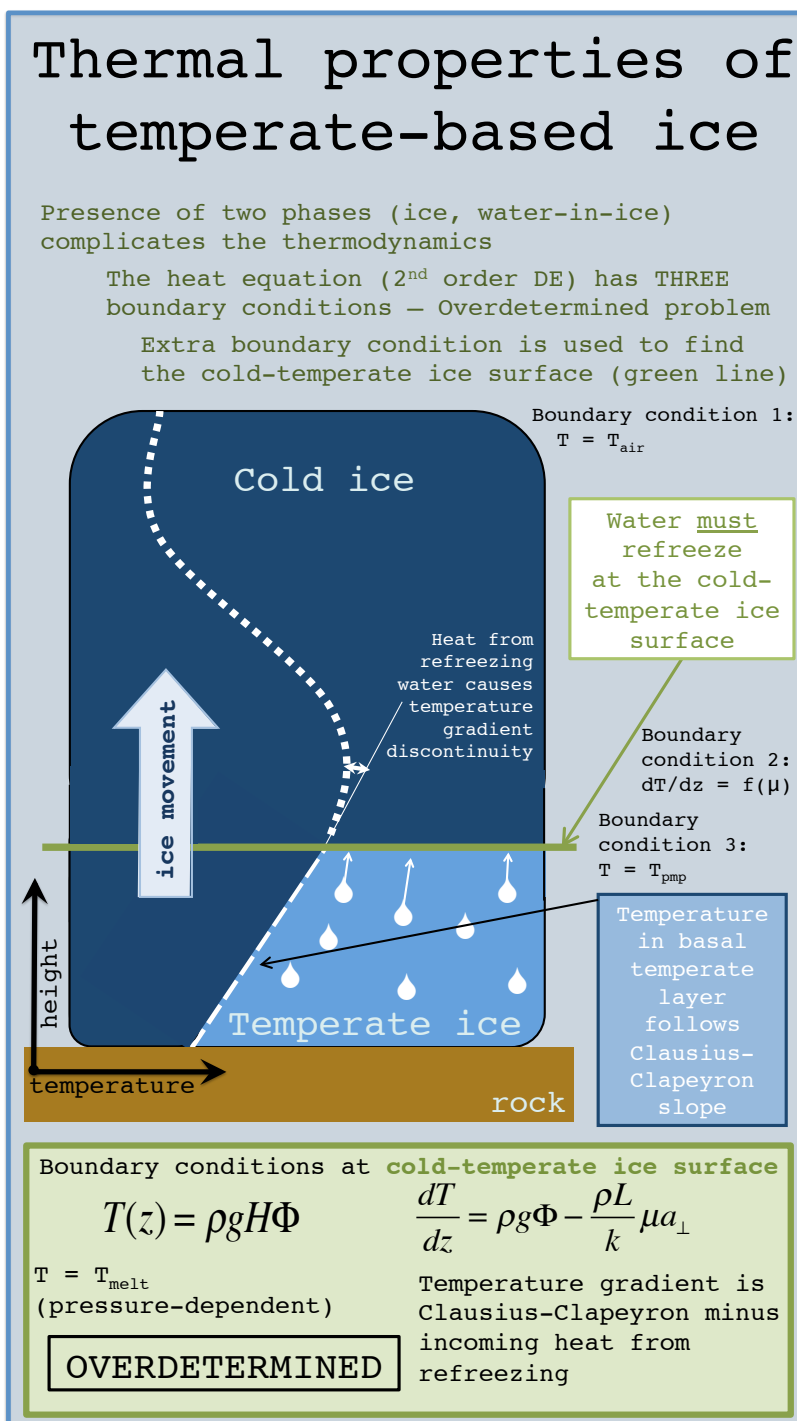 Thermal properties of
temperate-based ice
Presence of two phases (ice, water-in-ice)
complicates the thermodynamics
The heat equation (2nd order DE) has THREE
boundary conditions – Overdetermined problem
Extra boundary condition is used to find
the cold-temperate ice surface (green line)
Boundary condition 1:
T = Tair
Cold ice
Water must
refreeze
at the cold-
temperate ice
surface
Heat from
refreezing
water causes
temperature
gradient
discontinuity
ice movement
Boundary
condition 2:
dT/dz = f(µ)
Boundary
condition 3:
T = Tpmp
Temperature
in basal
temperate
layer
follows
Clausius-
Clapeyron
slope
height
Temperate ice
temperature
rock
Boundary conditions at cold-temperate ice surface
T(z) = ρgHΦ
dT/dz = ρgΦ − ρL/k µa⊥
T = Tmelt
(pressure-dependent)
OVERDETERMINED
Temperature gradient is
Clausius-Clapeyron minus
incoming heat from
refreezing